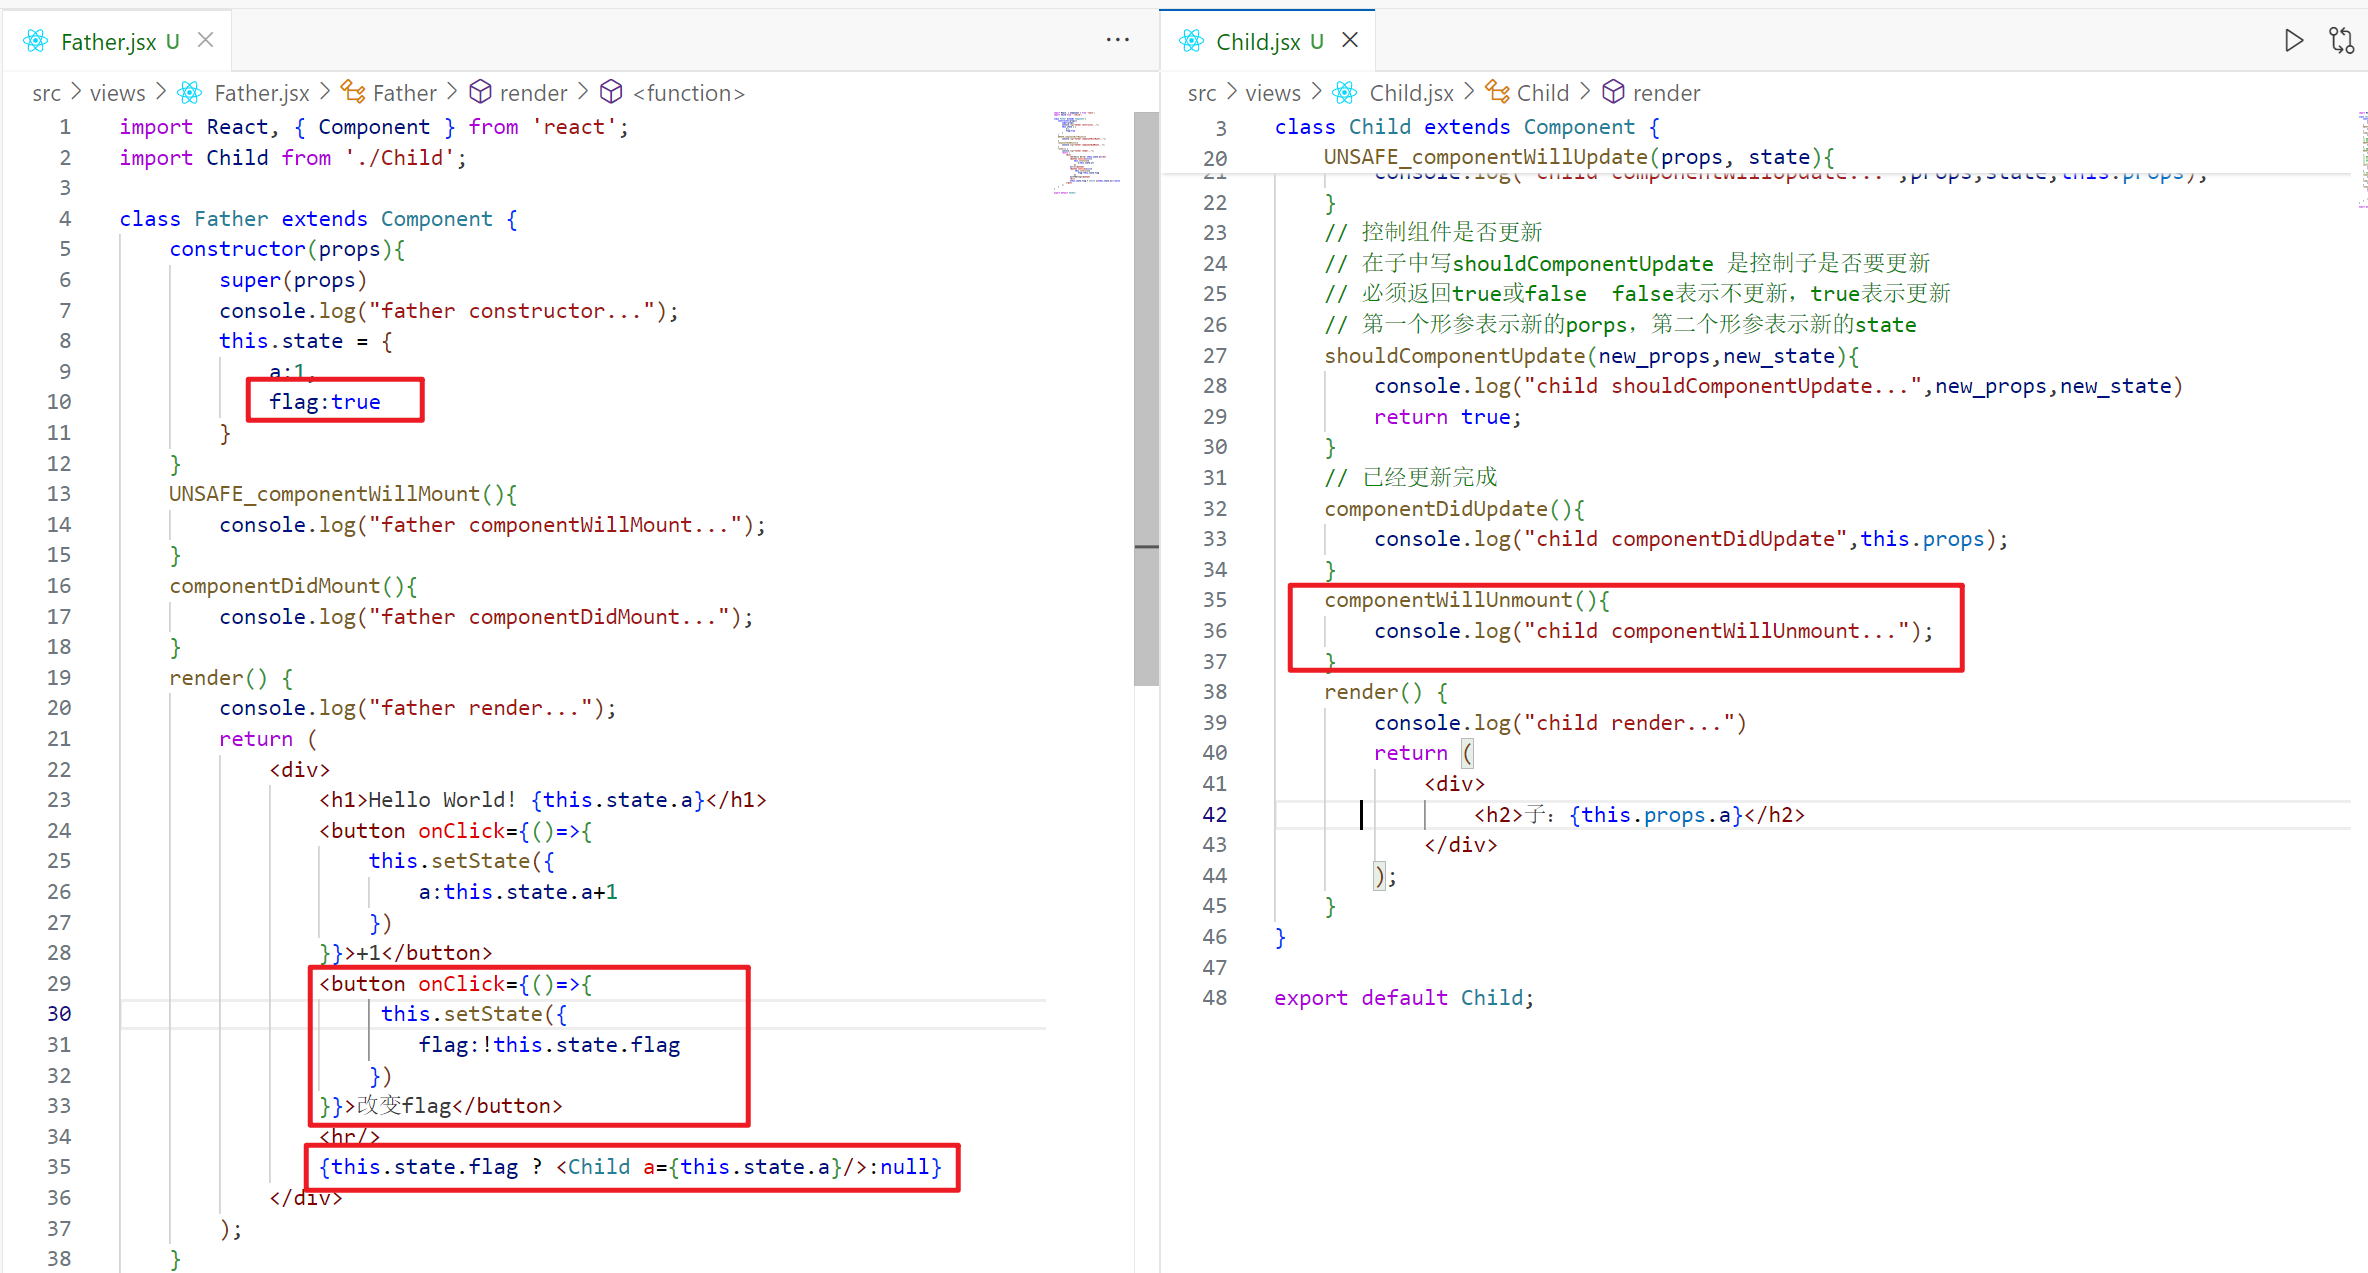 Father.jsx U
src > views > Father.jsx > Father > render > <function>
1 import React, { Component } from 'react';
2 import Child from './Child';
3
4 class Father extends Component {
5 constructor(props){
6 super(props)
7 console.log("father constructor...");
8 this.state = {
9 a:1,
10 flag:true
11 }
12 }
13 UNSAFE_componentWillMount(){
14 console.log("father componentWillMount...");
15 }
16 componentDidMount(){
17 console.log("father componentDidMount...");
18 }
19 render() {
20 console.log("father render...");
21 return (
22 <div>
23 <h1>Hello World! {this.state.a}</h1>
24 <button onClick={()=>{
25 this.setState({
26 a:this.state.a+1
27 })
28 }}>+1</button>
29 <button onClick={()=>{
30 this.setState({
31 flag:!this.state.flag
32 })
33 }}>改变flag</button>
34 <hr/>
35 {this.state.flag ? <Child a={this.state.a}/>:null}
36 </div>
37 );
38 }
Child.jsx U
src > views > Child.jsx > Child > render
3 class Child extends Component {
20 UNSAFE_componentWillUpdate(props, state){
21 console.log("child componentWillUpdate...",props,state,this.props);
22 }
23 // 控制组件是否更新
24 // 在子中写shouldComponentUpdate 是控制子是否要更新
25 // 必须返回true或false  false表示不更新，true表示更新
26 // 第一个形参表示新的porps，第二个形参表示新的state
27 shouldComponentUpdate(new_props,new_state){
28 console.log("child shouldComponentUpdate...",new_props,new_state)
29 return true;
30 }
31 // 已经更新完成
32 componentDidUpdate(){
33 console.log("child componentDidUpdate",this.props);
34 }
35 componentWillUnmount(){
36 console.log("child componentWillUnmount...");
37 }
38 render() {
39 console.log("child render...")
40 return (
41 <div>
42 <h2>子：{this.props.a}</h2>
43 </div>
44 );
45 }
46 }
47
48 export default Child;